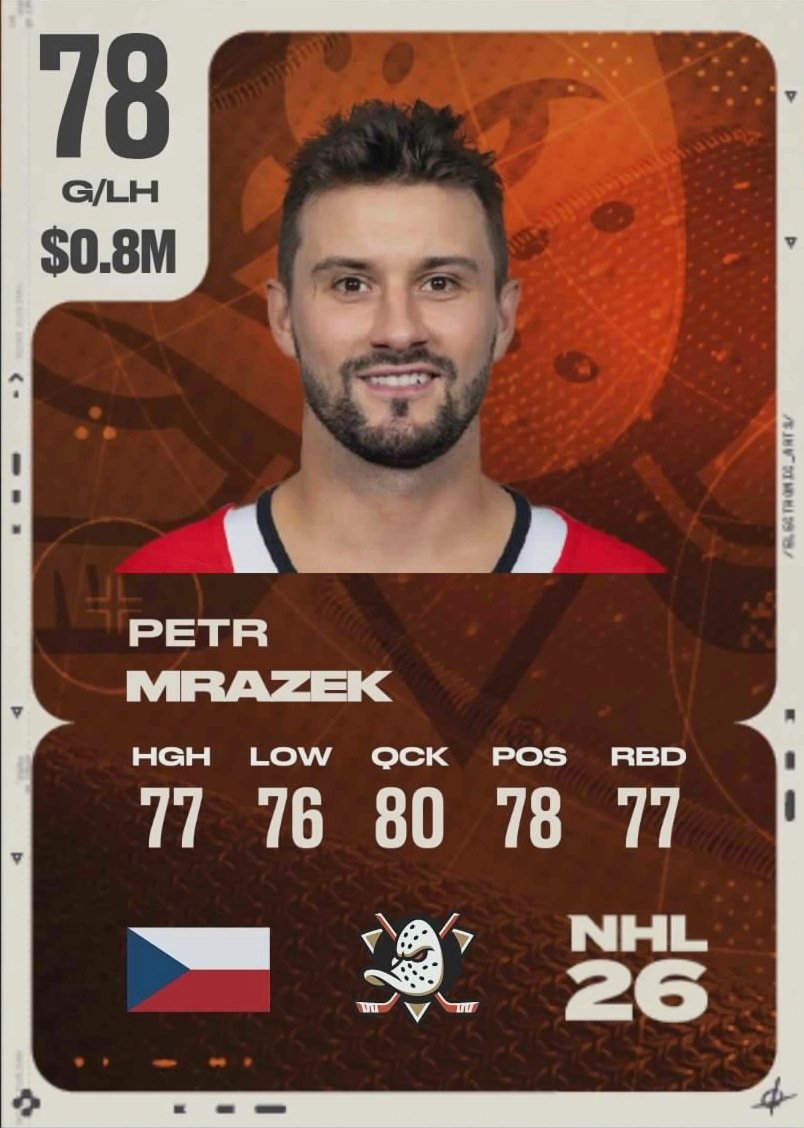 78
G/LH
$0.8M
PETR
MRAZEK
HGH LOW QCK POS RBD
77 76 80 78 77
NHL
26